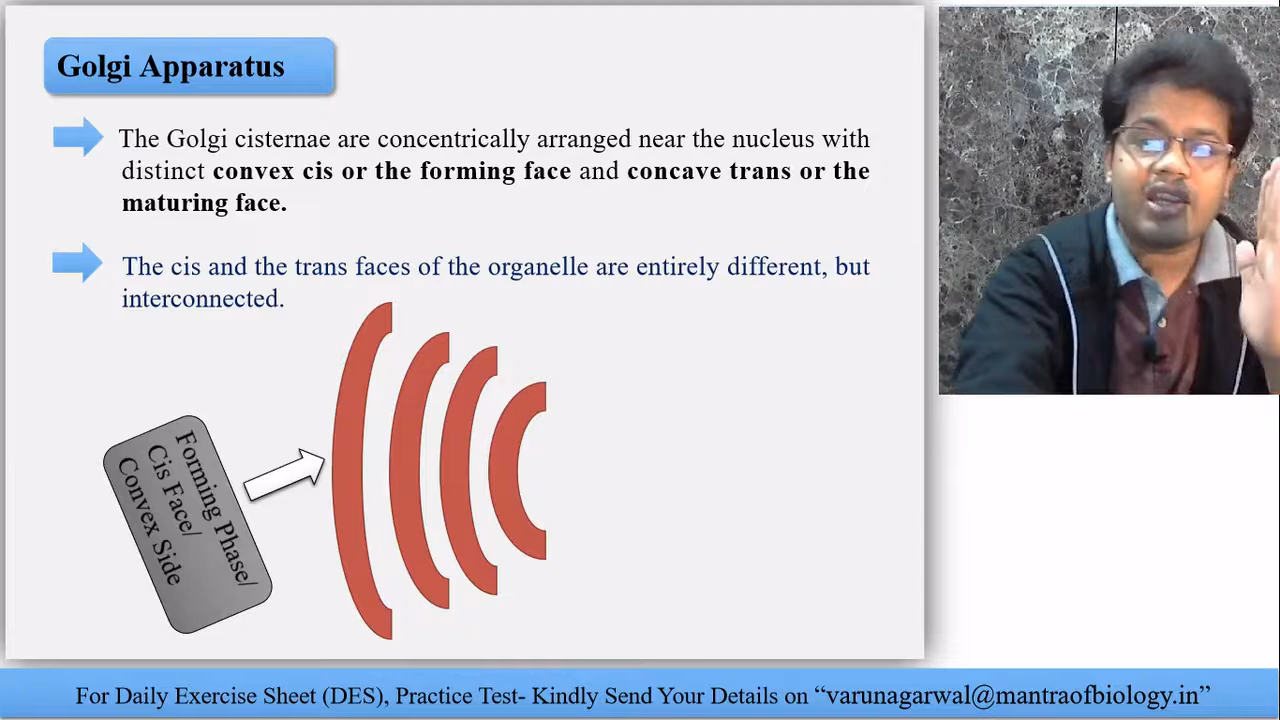 Golgi Apparatus
The Golgi cisternae are concentrically arranged near the nucleus with
distinct convex cis or the forming face and concave trans or the
maturing face.
The cis and the trans faces of the organelle are entirely different, but
interconnected.
Forming Phase/
Cis Face/
Convex Side
For Daily Exercise Sheet (DES), Practice Test- Kindly Send Your Details on “varunagarwal@mantraofbiology.in”